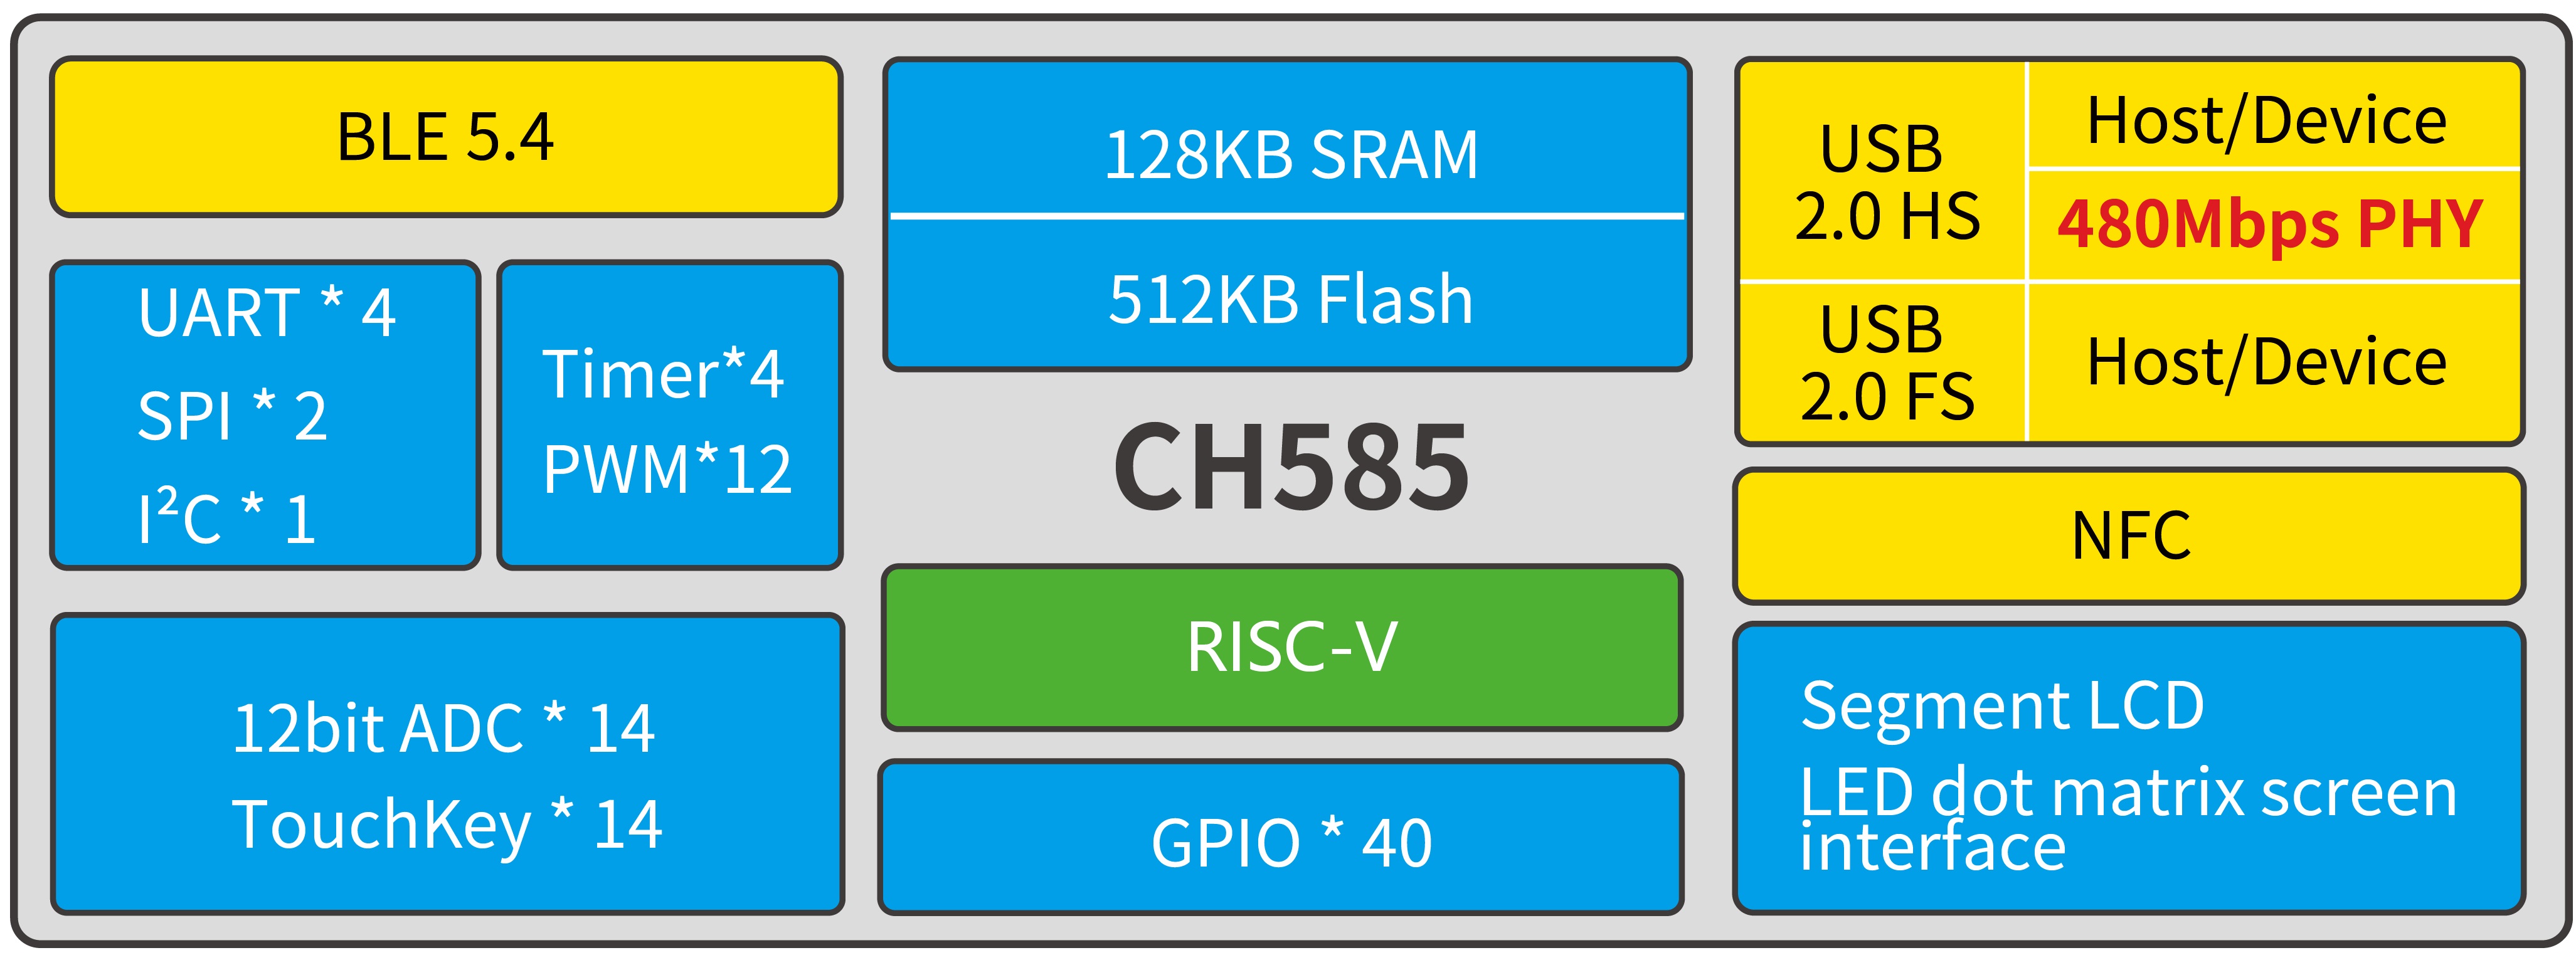 BLE 5.4
UART * 4
SPI * 2
I²C * 1
Timer*4
PWM*12
12bit ADC * 14
TouchKey * 14
128KB SRAM
512KB Flash
CH585
RISC-V
GPIO * 40
USB
2.0 HS
Host/Device
480Mbps PHY
USB
2.0 FS
Host/Device
NFC
Segment LCD
LED dot matrix screen
interface